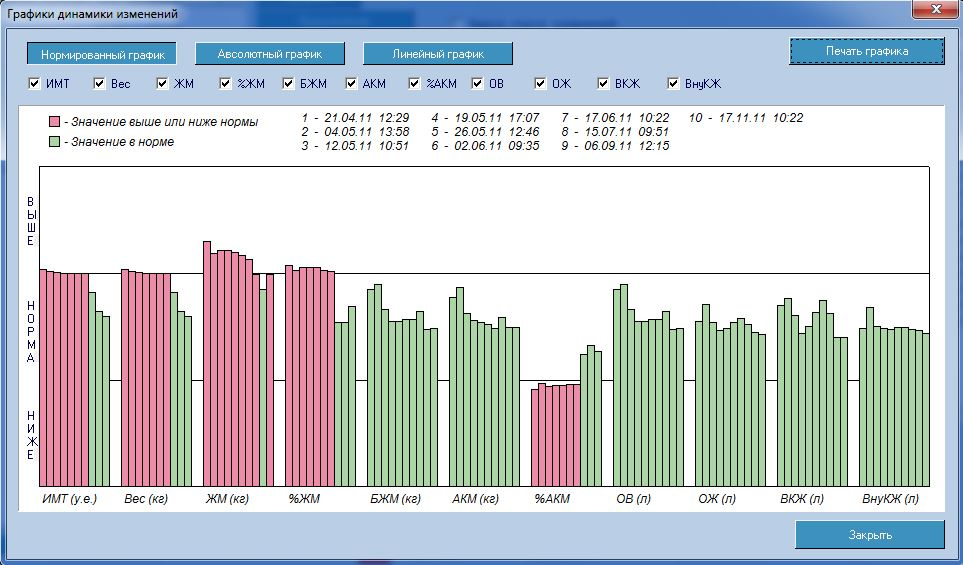 Графики динамики изменений
Нормированный график Абсолютный график Линейный график Печать графика
ИМТ Вес ЖМ %ЖМ БЖМ АКМ %АКМ ОВ ОЖ ВКЖ ВнуКЖ
- Значение выше или ниже нормы
- Значение в норме
1 - 21.04.11 12:29 4 - 19.05.11 17:07 7 - 17.06.11 10:22 10 - 17.11.11 10:22
2 - 04.05.11 13:58 5 - 26.05.11 12:46 8 - 15.07.11 09:51
3 - 12.05.11 10:51 6 - 02.06.11 09:35 9 - 06.09.11 12:15
ВЫШЕ
НОРМА
НИЖЕ
ИМТ (у.е.) Вес (кг) ЖМ (кг) %ЖМ БЖМ (кг) АКМ (кг) %АКМ ОВ (л) ОЖ (л) ВКЖ (л) ВнуКЖ (л)
Закрыть